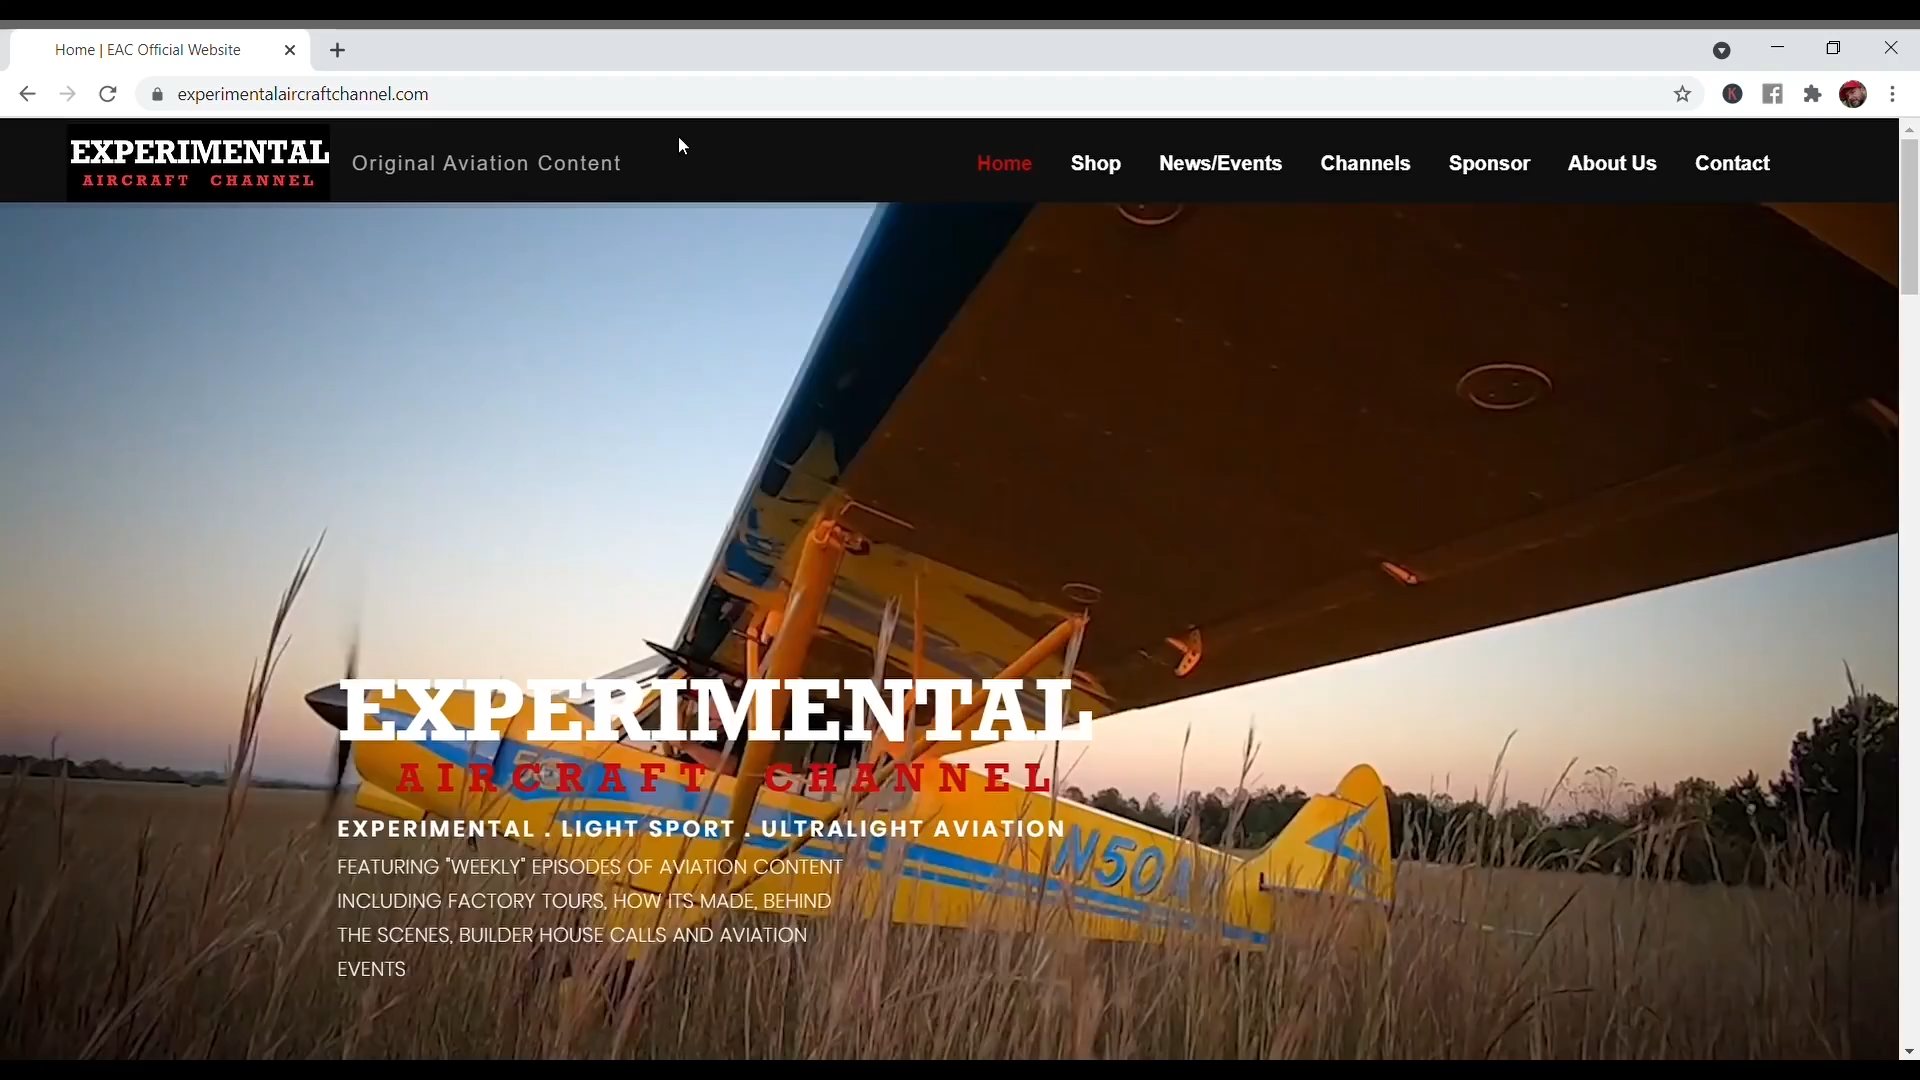 Home | EAC Official Website
experimentalaircraftchannel.com
EXPERIMENTAL
AIRCRAFT CHANNEL
Original Aviation Content
Home Shop News/Events Channels Sponsor About Us Contact
EXPERIMENTAL
AIRCRAFT CHANNEL
EXPERIMENTAL . LIGHT SPORT . ULTRALIGHT AVIATION
FEATURING "WEEKLY" EPISODES OF AVIATION CONTENT
INCLUDING FACTORY TOURS, HOW ITS MADE, BEHIND
THE SCENES, BUILDER HOUSE CALLS AND AVIATION
EVENTS